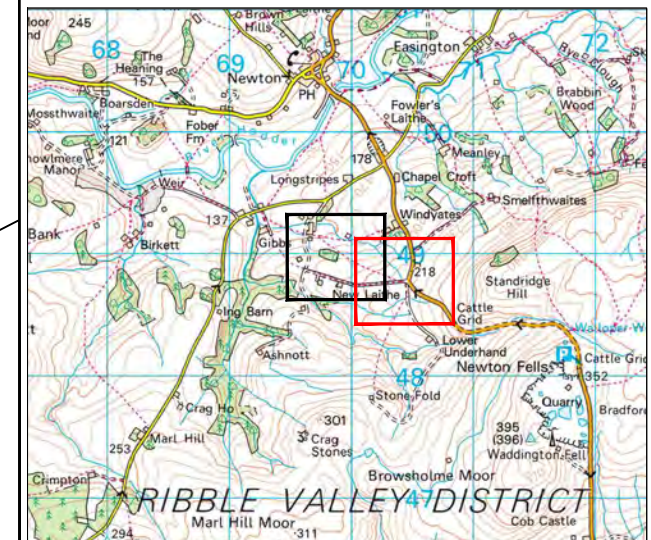 Brown
Hills
Laithe
245
68
The
Heaning
157
69
Newton
70
PH
Easington
71
72
Rye Clough
Brabbin
Wood
Boarsden
Mossthwaite
121
Fober
Fm
River Hodder
Fowler's
Laithe
50
Meanley
178
Longstripes
Chapel Croft
Smelfthwaites
Weir
137
Windyates
Bank
Birkett
Gibbs
49
218
New Laithe
Standridge
Hill
Cattle
Grid
Ing Barn
Lower
Underhand
Ashnott
Newton Fells
P
Cattle Grid
352
48
Stone Fold
Quarry
Crag Ho
301
Crag
Stones
395
(396)
Waddington Fell
Marl Hill
253
Browsholme Moor
Crimpton
RIBBLE VALLEY DISTRICT
47
Marl Hill Moor
Cob Castle
294
311